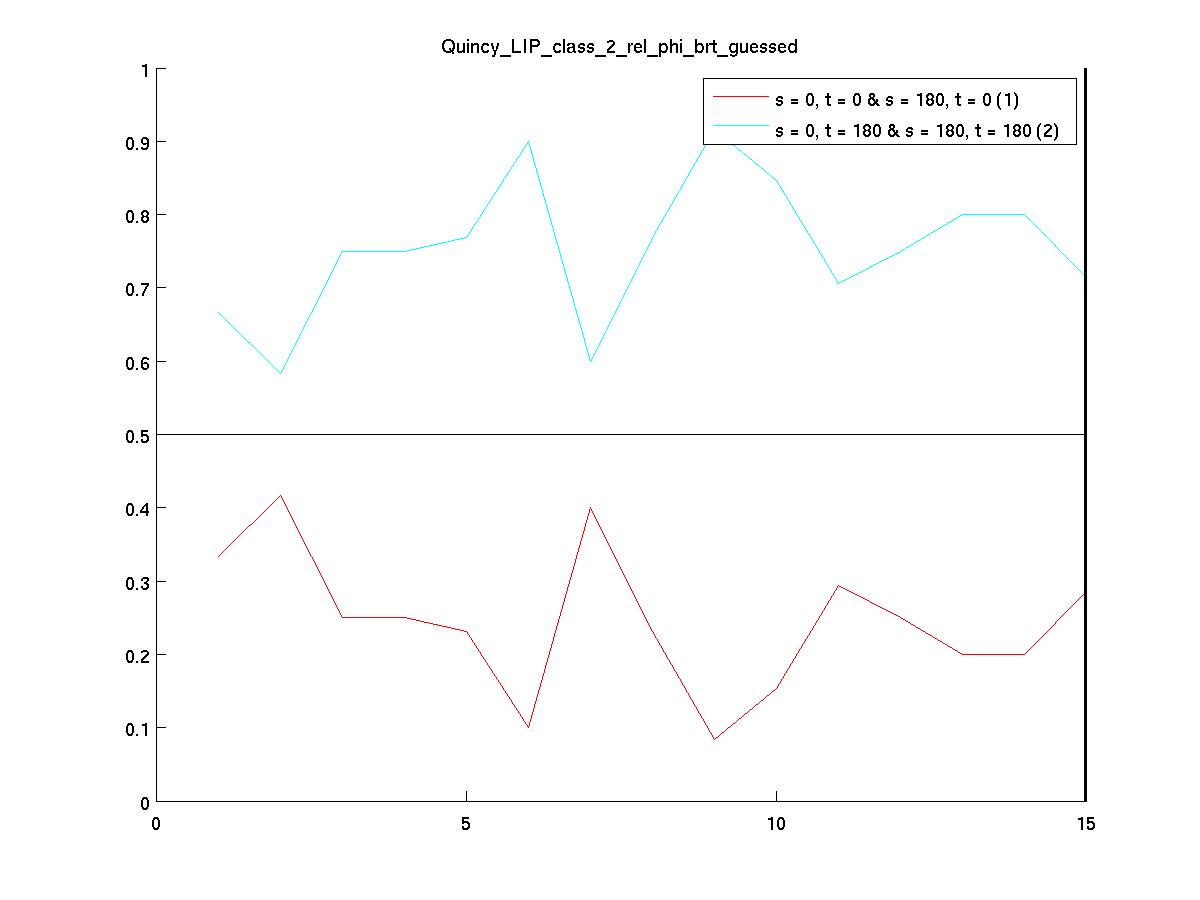 Quincy_LIP_class_2_rel_phi_brt_guessed
s = 0, t = 0 & s = 180, t = 0 (1)
s = 0, t = 180 & s = 180, t = 180 (2)
1
0.9
0.8
0.7
0.6
0.5
0.4
0.3
0.2
0.1
0
0 5 10 15